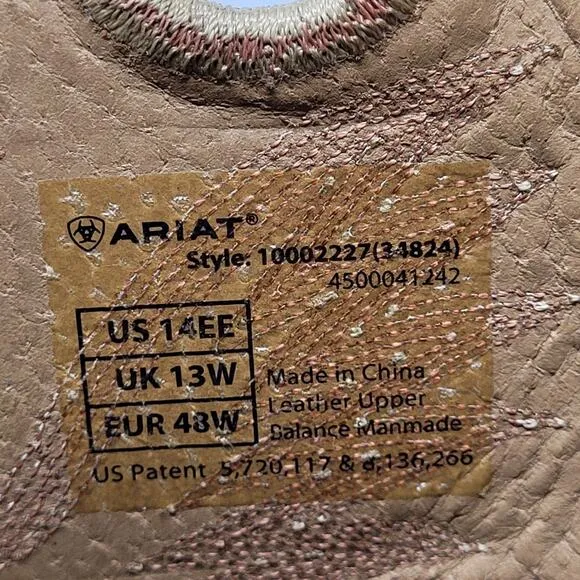 ARIAT®
Style: 10002227(34824)
4500041242
US 14EE
UK 13W
EUR 48W
Made in China
Leather Upper
Balance Manmade
US Patent 5,720,117 & 6,136,266